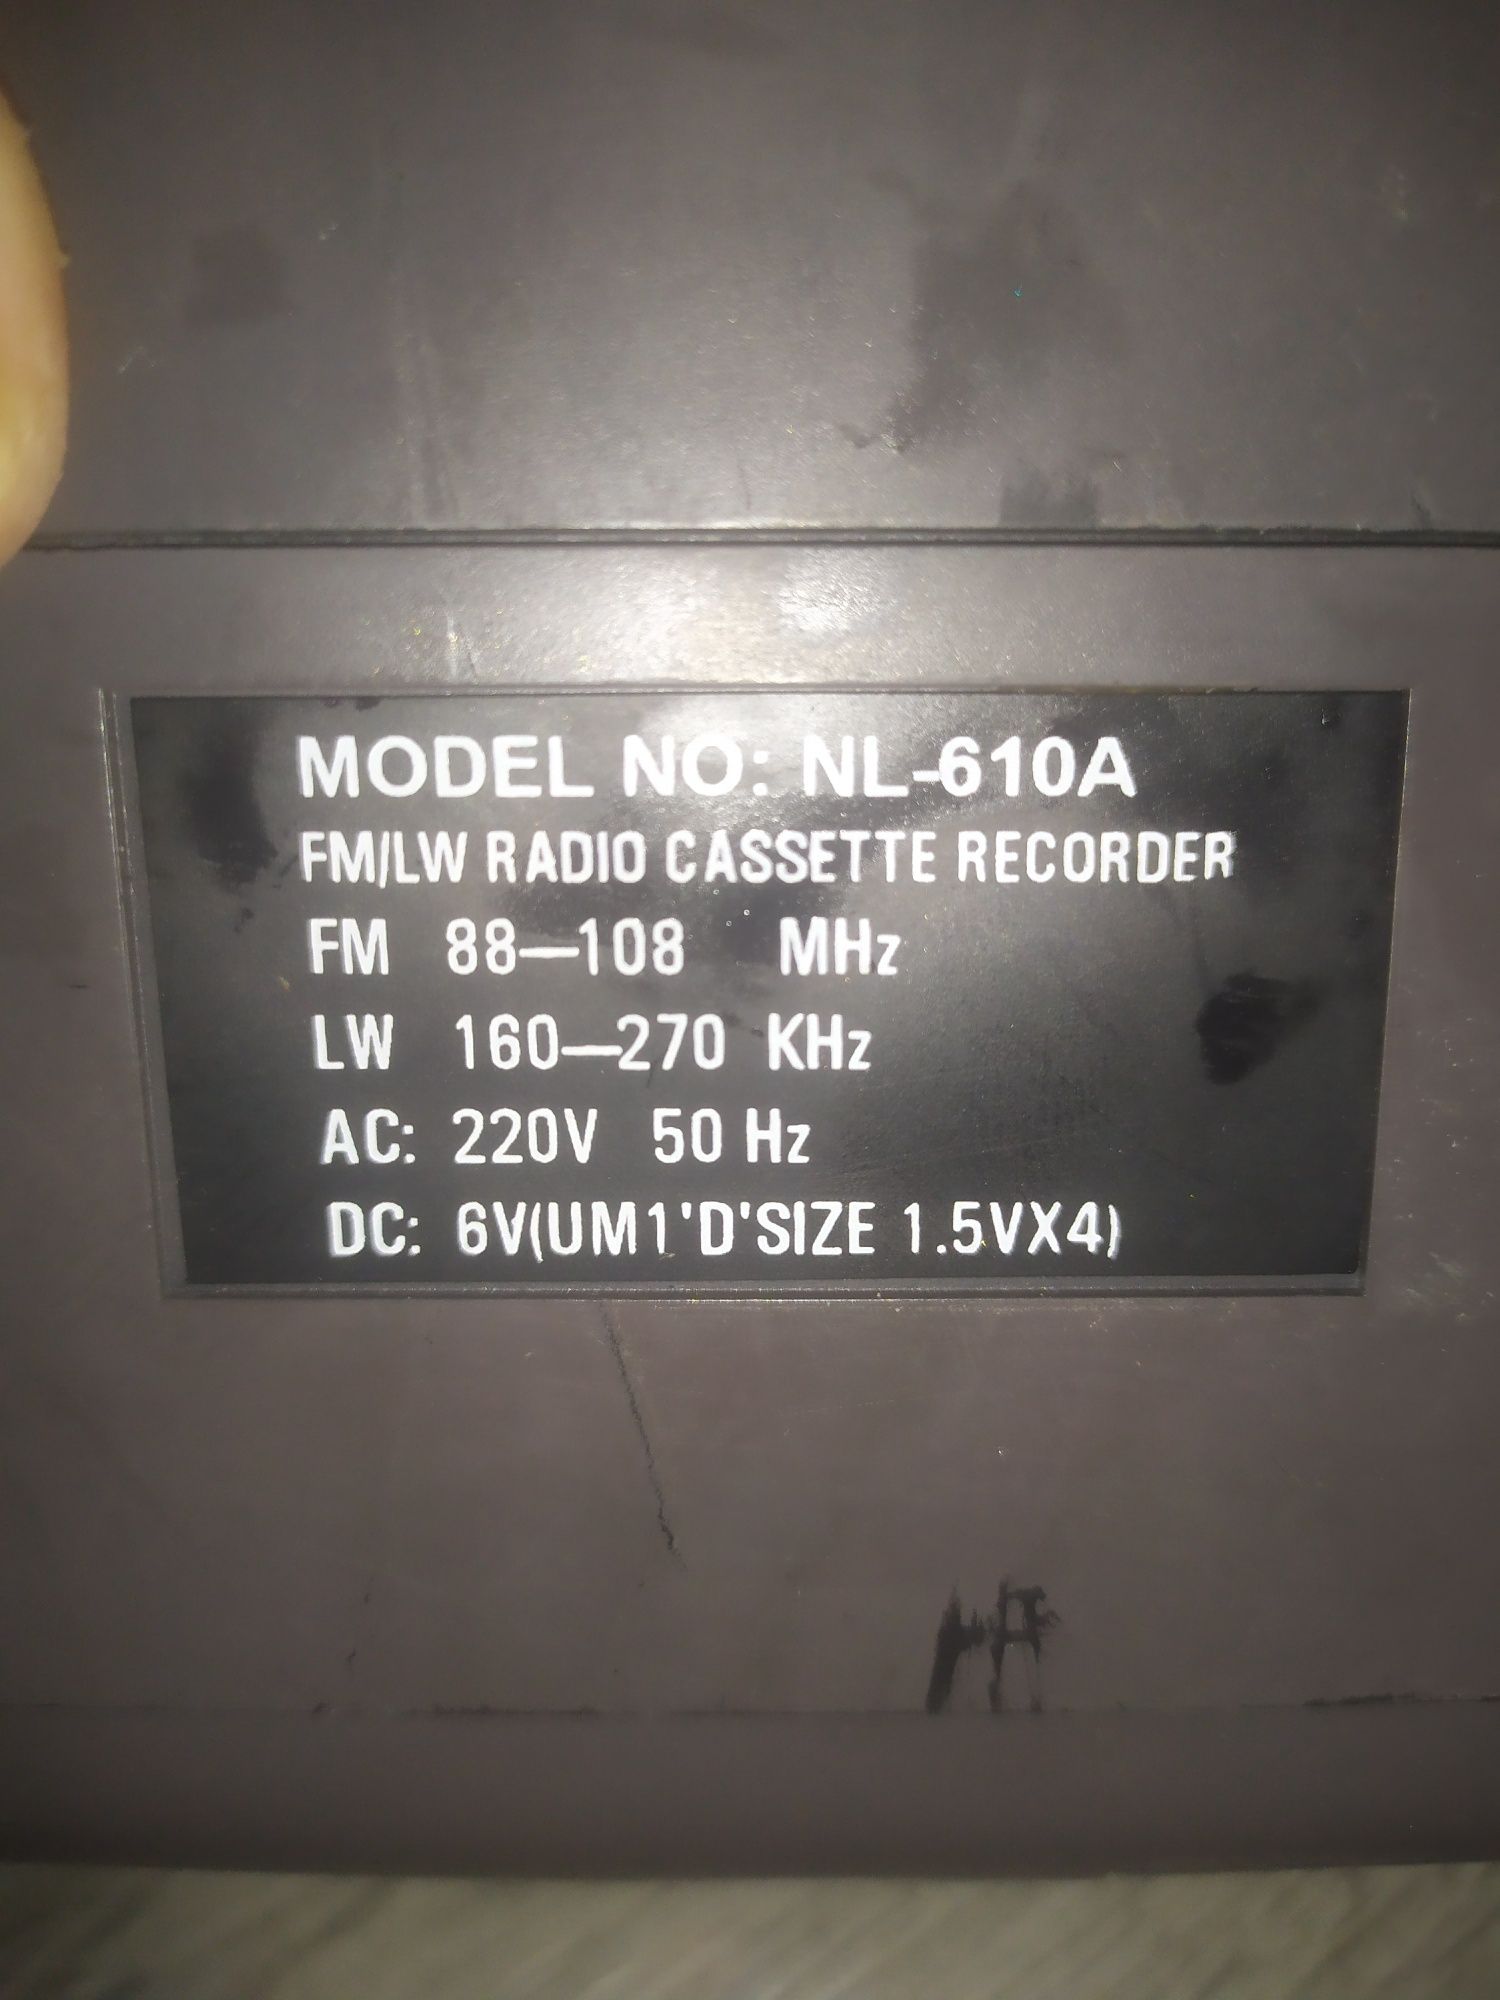 MODEL NO: NL-610A
FM/LW RADIO CASSETTE RECORDER
FM 88—108 MHz
LW 160—270 KHz
AC: 220V 50 Hz
DC: 6V(UM1'D'SIZE 1.5VX4)